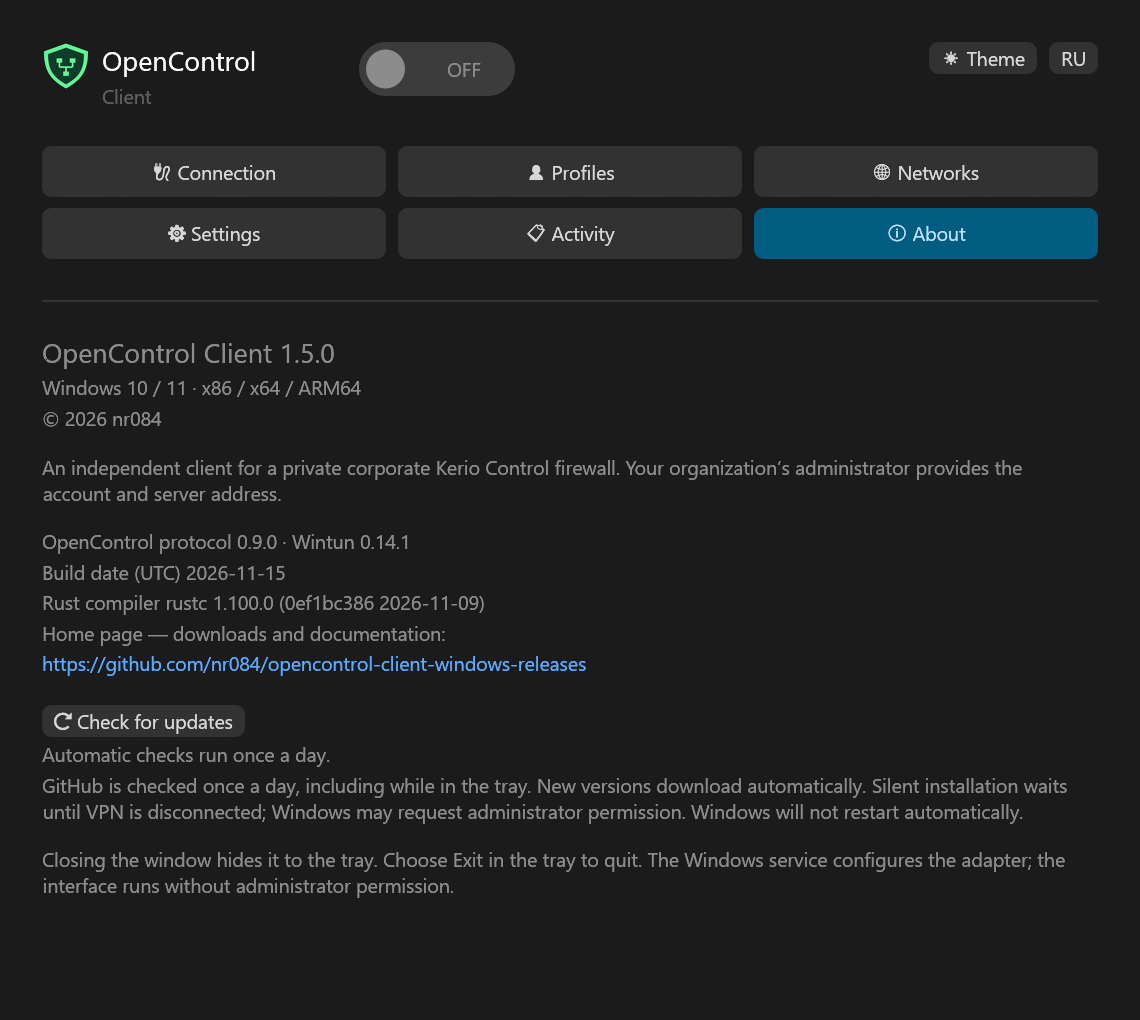 OpenControl
Client
OFF
Theme
RU
Connection
Profiles
Networks
Settings
Activity
About
OpenControl Client 1.5.0
Windows 10 / 11 · x86 / x64 / ARM64
© 2026 nr084
An independent client for a private corporate Kerio Control firewall. Your organization's administrator provides the
account and server address.
OpenControl protocol 0.9.0 · Wintun 0.14.1
Build date (UTC) 2026-11-15
Rust compiler rustc 1.100.0 (0ef1bc386 2026-11-09)
Home page — downloads and documentation:
https://github.com/nr084/opencontrol-client-windows-releases
Check for updates
Automatic checks run once a day.
GitHub is checked once a day, including while in the tray. New versions download automatically. Silent installation waits
until VPN is disconnected; Windows may request administrator permission. Windows will not restart automatically.
Closing the window hides it to the tray. Choose Exit in the tray to quit. The Windows service configures the adapter; the
interface runs without administrator permission.